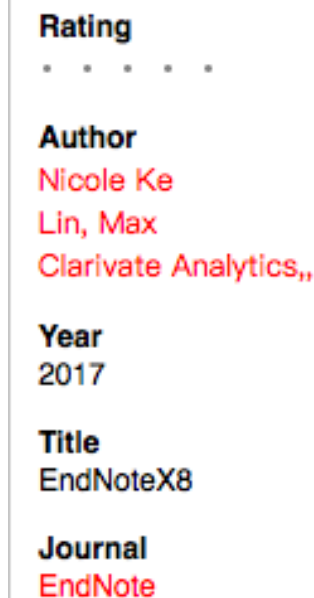 Rating
Author
Nicole Ke
Lin, Max
Clarivate Analytics,,
Year
2017
Title
EndNoteX8
Journal
EndNote